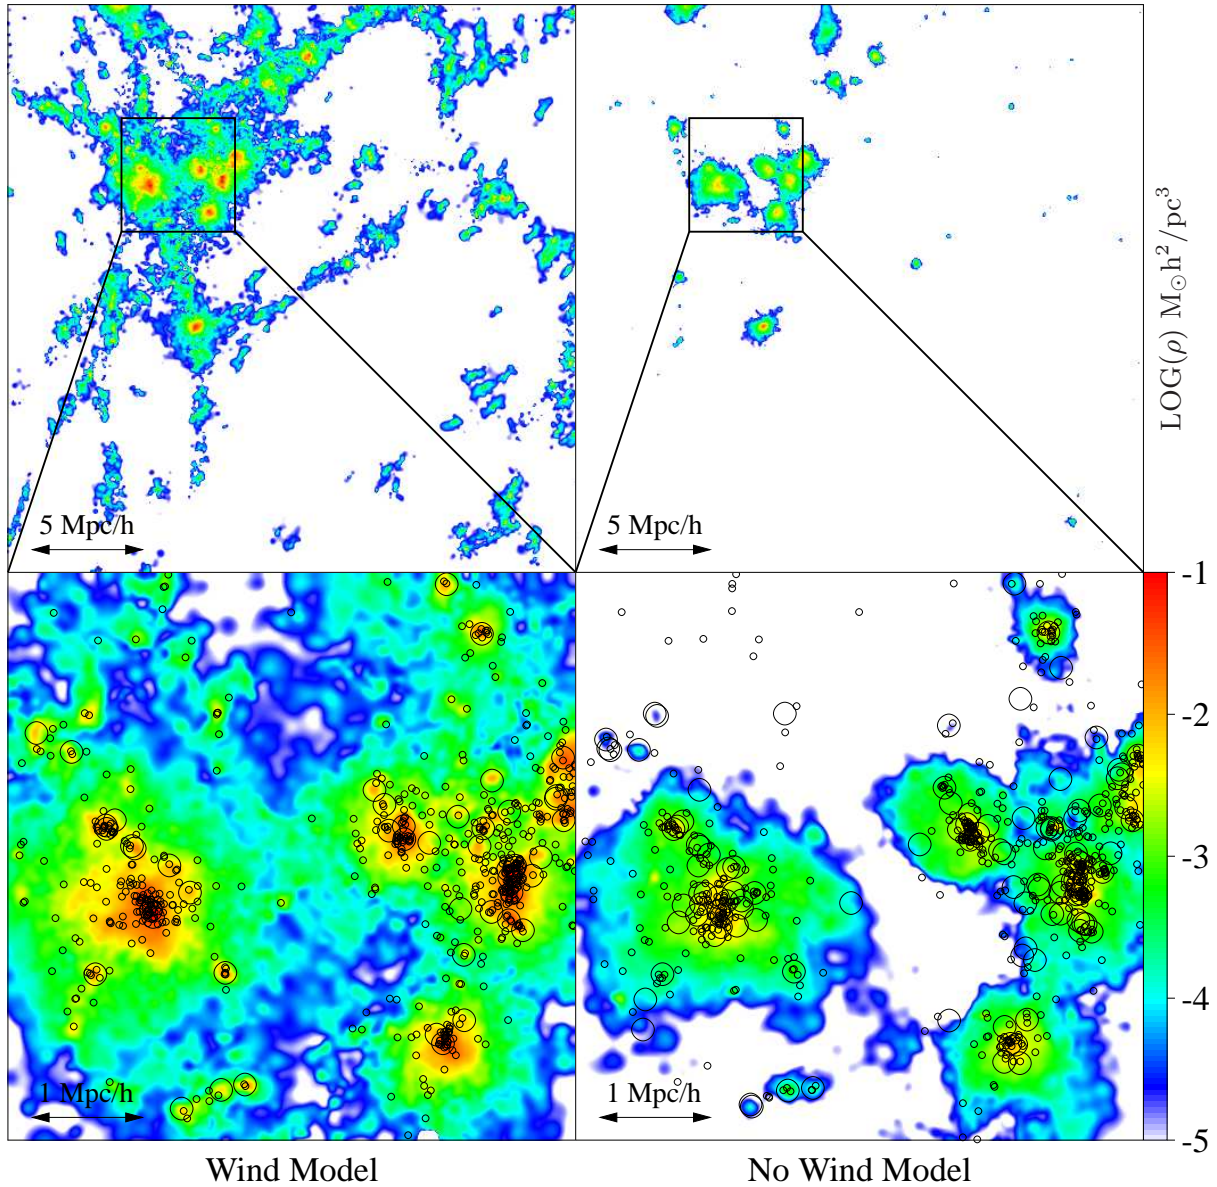 LOG(ρ) M⊙h²/pc³
5 Mpc/h
5 Mpc/h
-1
-2
-3
-4
-5
1 Mpc/h
1 Mpc/h
Wind Model
No Wind Model